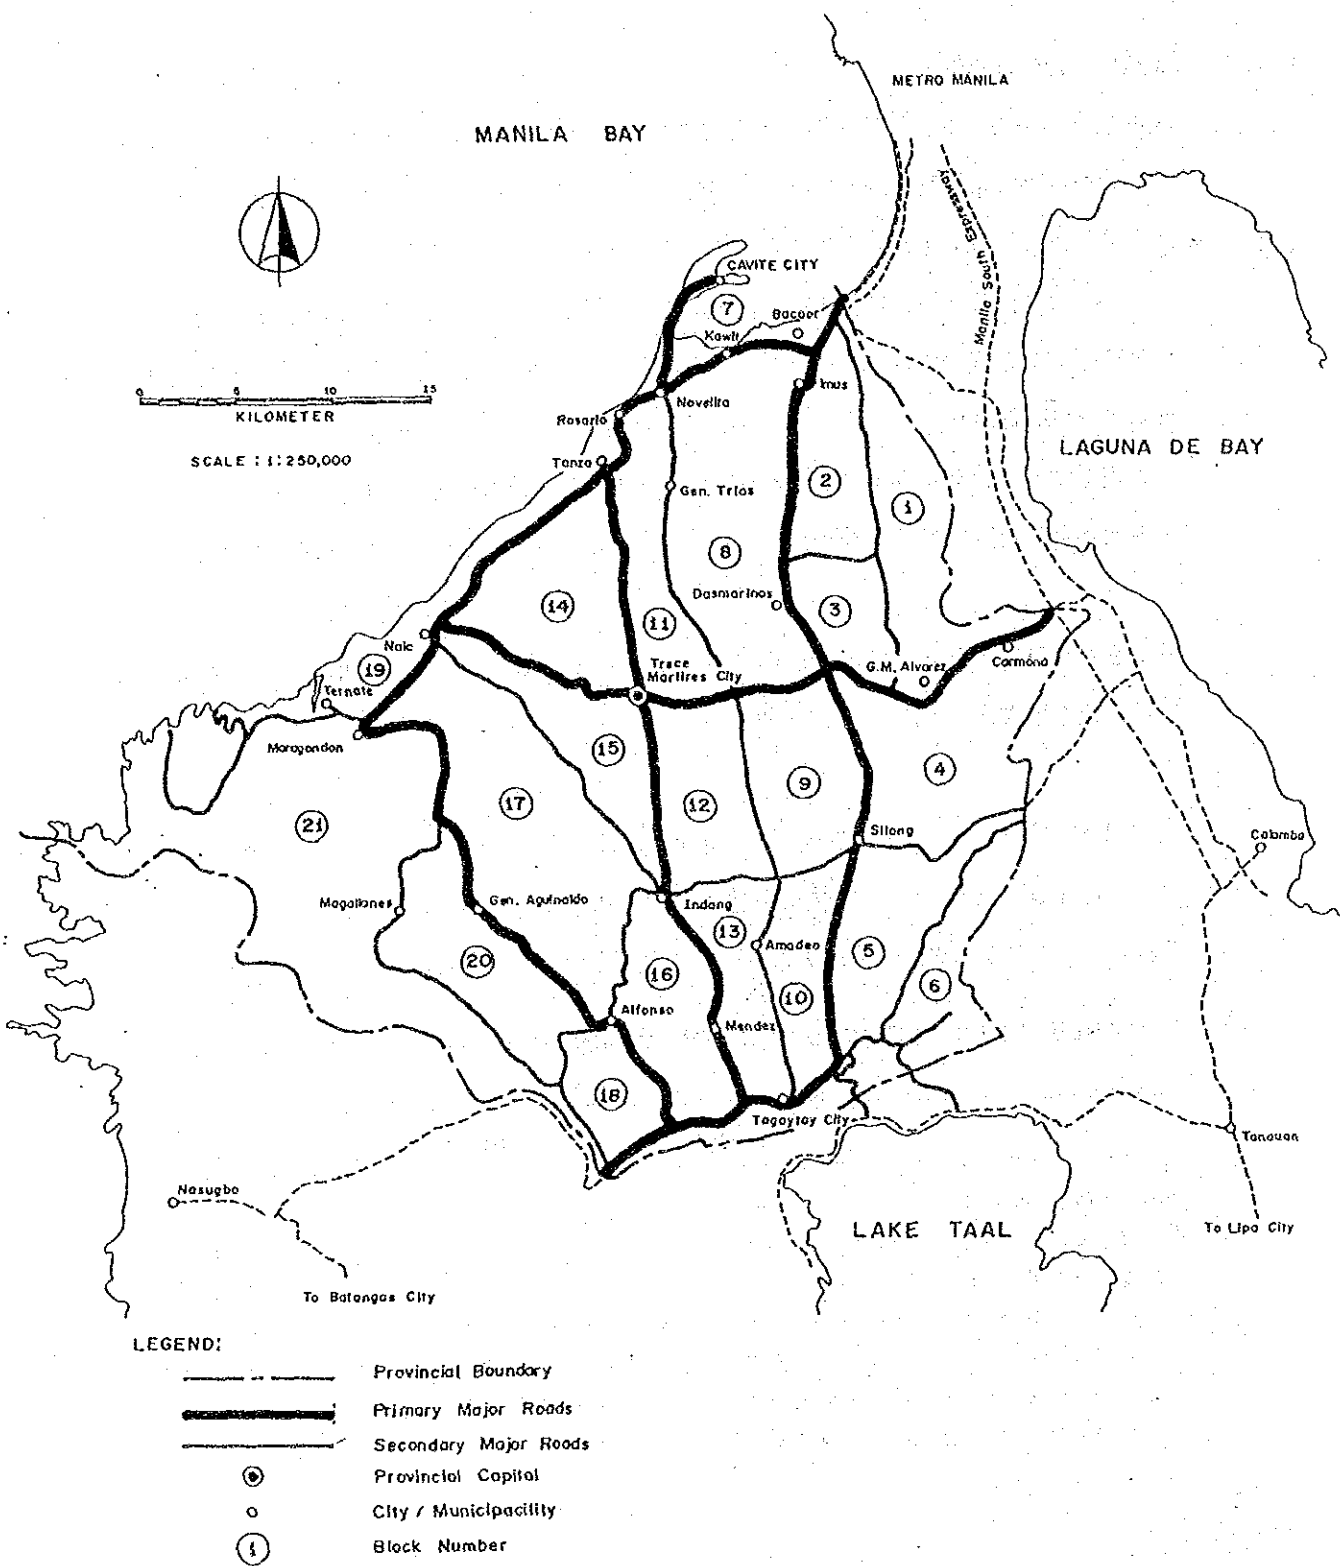 METRO MANILA
MANILA BAY
Manila South Expressway
CAVITE CITY
7
Bacoor
Kawit
0 5 10 15
KILOMETER
SCALE : 1:250,000
Imus
Novelita
Rosario
LAGUNA DE BAY
Tanza
Gen. Trias
2
1
8
Dasmarinos
14
3
11
Naic
19
Trece
Martires City
G.M. Alvarez
Carmona
Ternate
Maragondon
15
4
9
12
17
21
Silang
Calamba
Magallanes
Gen. Aguinaldo
Indang
13
Amadeo
5
20
16
6
10
Alfonso
Mendez
18
Tagaytay City
Tanauan
Nasugbo
LAKE TAAL
To Lipa City
To Batangas City
LEGEND:
Provincial Boundary
Primary Major Roads
Secondary Major Roads
Provincial Capital
City / Municipacility
1
Block Number